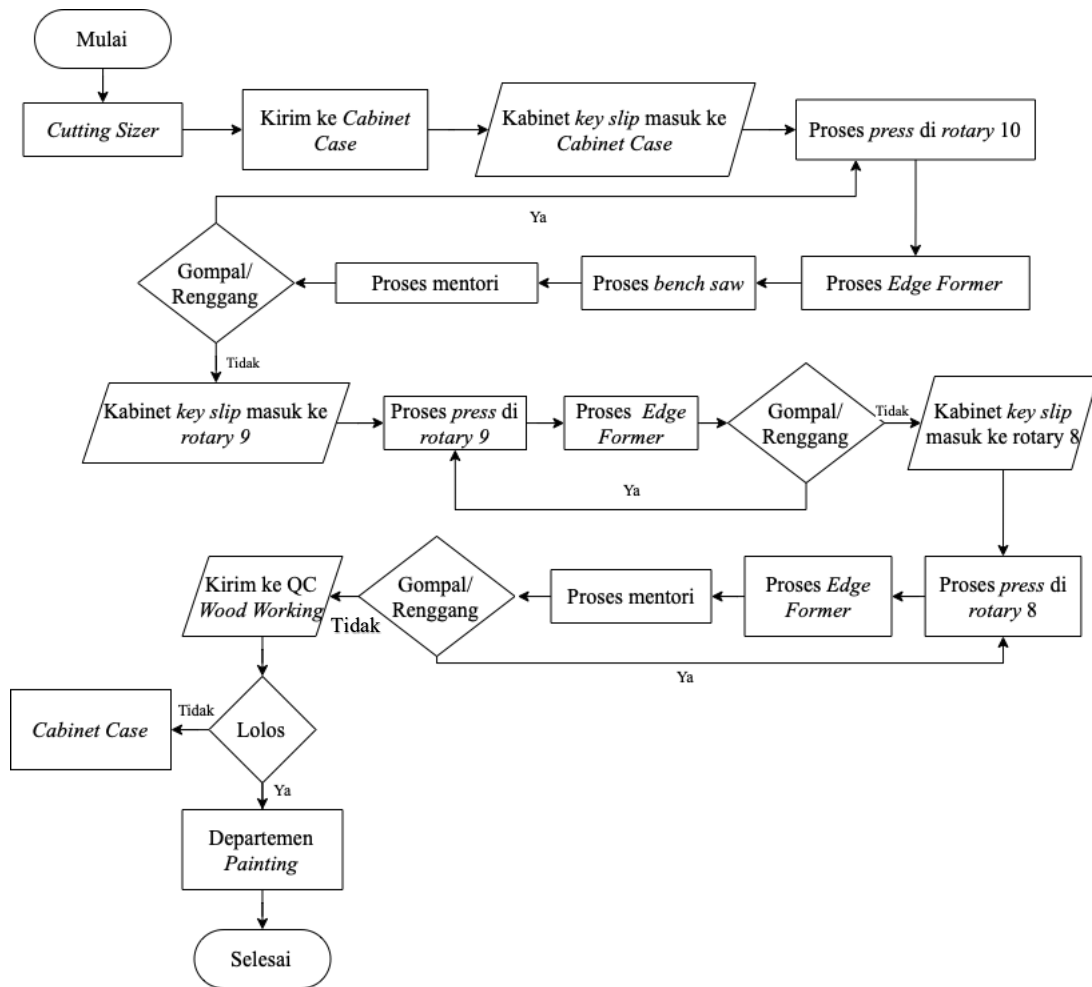 Mulai
Cutting Sizer
Kirim ke Cabinet
Case
Kabinet key slip masuk ke
Cabinet Case
Proses press di rotary 10
Ya
Gompal/
Renggang
Proses mentori
Proses bench saw
Proses Edge Former
Tidak
Kabinet key slip masuk ke
rotary 9
Proses press di
rotary 9
Proses Edge
Former
Gompal/
Renggang
Tidak
Kabinet key slip
masuk ke rotary 8
Ya
Kirim ke QC
Wood Working
Tidak
Gompal/
Renggang
Proses mentori
Proses Edge
Former
Proses press di
rotary 8
Ya
Cabinet Case
Tidak
Lolos
Ya
Departemen
Painting
Selesai